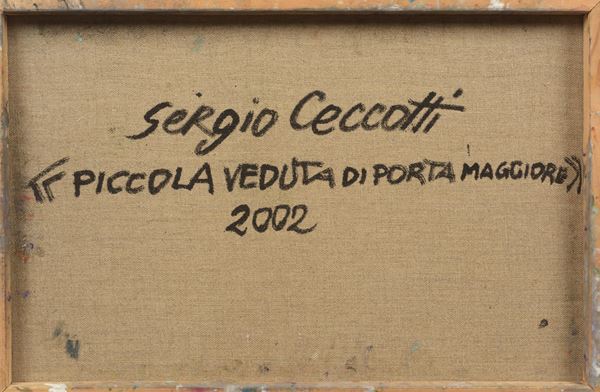 Sergio Ceccotti
« PICCOLA VEDUTA DI PORTA MAGGIORE »
2002